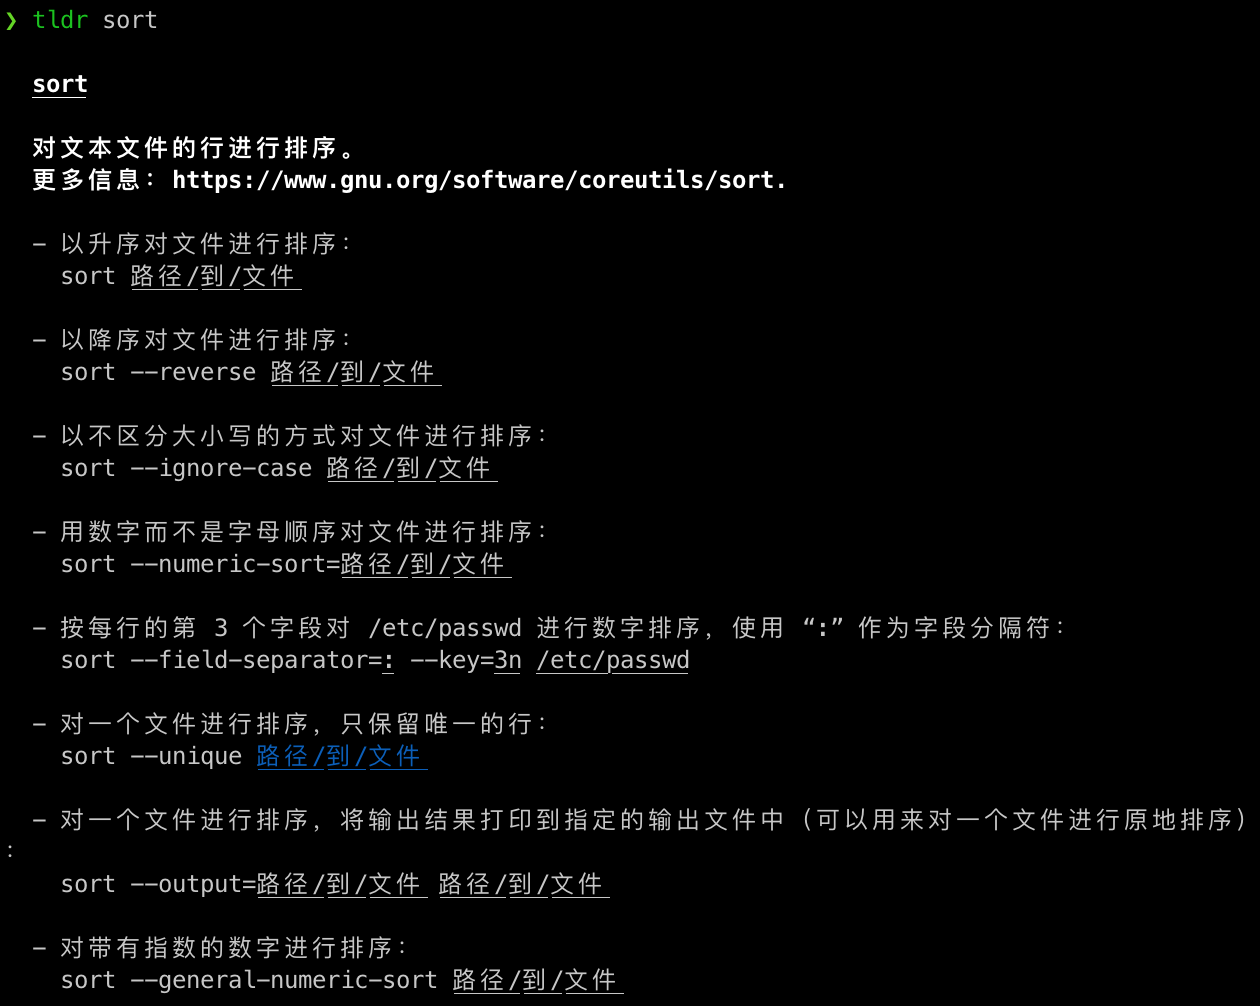 ❯ tldr sort
sort
对文本文件的行进行排序。
更多信息：https://www.gnu.org/software/coreutils/sort.
- 以升序对文件进行排序：
sort 路径/到/文件
- 以降序对文件进行排序：
sort --reverse 路径/到/文件
- 以不区分大小写的方式对文件进行排序：
sort --ignore-case 路径/到/文件
- 用数字而不是字母顺序对文件进行排序：
sort --numeric-sort=路径/到/文件
- 按每行的第 3 个字段对 /etc/passwd 进行数字排序，使用 “:” 作为字段分隔符：
sort --field-separator=: --key=3n /etc/passwd
- 对一个文件进行排序，只保留唯一的行：
sort --unique 路径/到/文件
- 对一个文件进行排序，将输出结果打印到指定的输出文件中（可以用来对一个文件进行原地排序）
：
sort --output=路径/到/文件 路径/到/文件
- 对带有指数的数字进行排序：
sort --general-numeric-sort 路径/到/文件